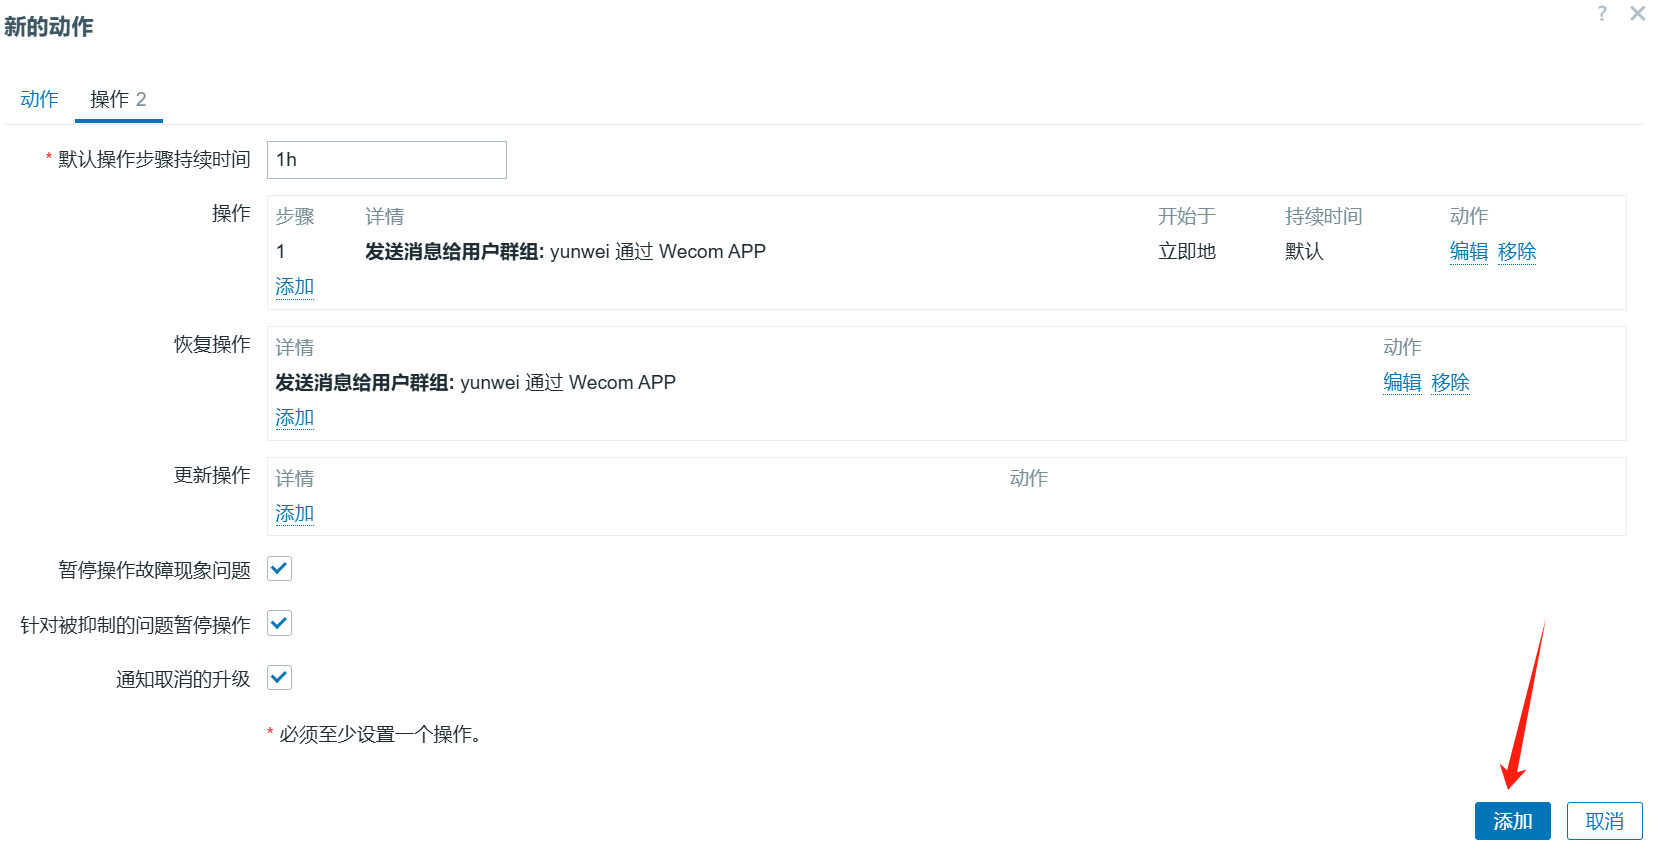 新的动作
?
动作 操作 2
* 默认操作步骤持续时间 1h
操作 步骤 详情 开始于 持续时间 动作
1 发送消息给用户群组: yunwei 通过 Wecom APP 立即地 默认 编辑 移除
添加
恢复操作 详情 动作
发送消息给用户群组: yunwei 通过 Wecom APP 编辑 移除
添加
更新操作 详情 动作
添加
暂停操作故障现象问题
针对被抑制的问题暂停操作
通知取消的升级
* 必须至少设置一个操作。
添加 取消